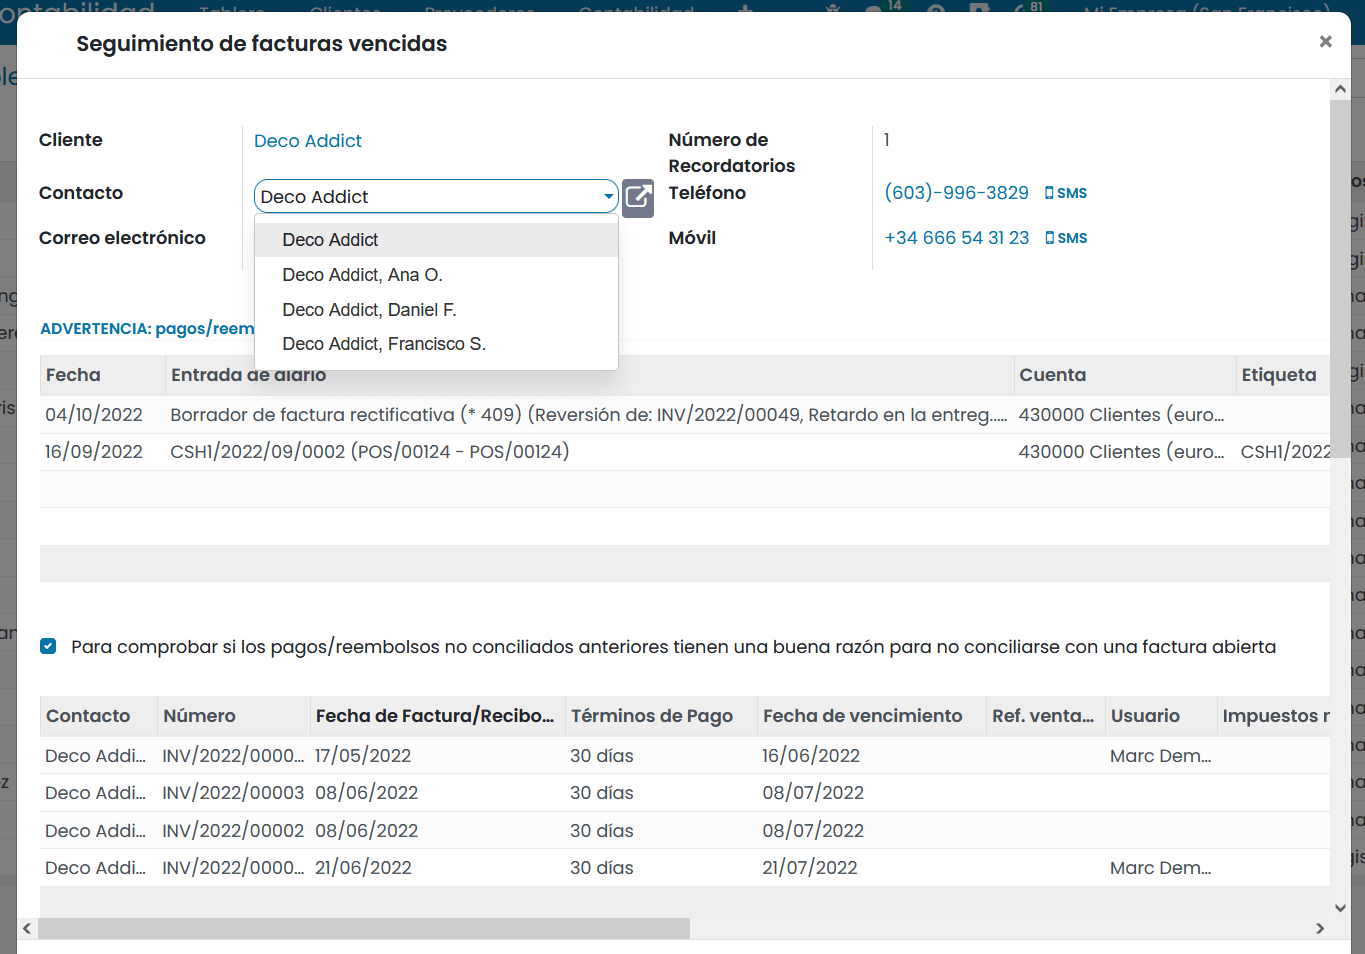 Seguimiento de facturas vencidas
Cliente
Deco Addict
Número de
Recordatorios
1
Contacto
Deco Addict
Teléfono
(603)-996-3829 SMS
Correo electrónico
Móvil
+34 666 54 31 23 SMS
Deco Addict
Deco Addict, Ana O.
Deco Addict, Daniel F.
Deco Addict, Francisco S.
ADVERTENCIA: pagos/reem
Fecha Entrada de diario Cuenta Etiqueta
04/10/2022 Borrador de factura rectificativa (* 409) (Reversión de: INV/2022/00049, Retardo en la entreg.... 430000 Clientes (euro...
16/09/2022 CSH1/2022/09/0002 (POS/00124 - POS/00124) 430000 Clientes (euro... CSH1/2022
Para comprobar si los pagos/reembolsos no conciliados anteriores tienen una buena razón para no conciliarse con una factura abierta
Contacto Número Fecha de Factura/Recibo... Términos de Pago Fecha de vencimiento Ref. venta... Usuario Impuestos
Deco Addi... INV/2022/0000... 17/05/2022 30 días 16/06/2022 Marc Dem...
Deco Addi... INV/2022/00003 08/06/2022 30 días 08/07/2022
Deco Addi... INV/2022/00002 08/06/2022 30 días 08/07/2022
Deco Addi... INV/2022/0000... 21/06/2022 30 días 21/07/2022 Marc Dem...